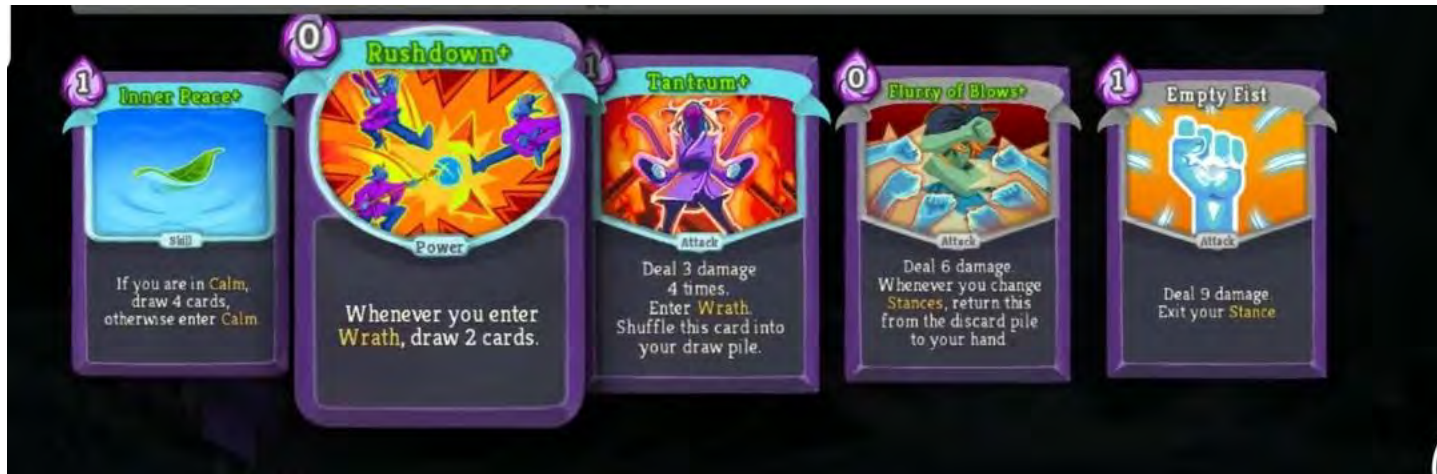 1
Inner Peace+
Skill
If you are in Calm,
draw 4 cards,
otherwise enter Calm.
0
Rushdown+
Power
Whenever you enter
Wrath, draw 2 cards.
1
Tantrum+
Attack
Deal 3 damage
4 times.
Enter Wrath.
Shuffle this card into
your draw pile.
0
Flurry of Blows+
Attack
Deal 6 damage.
Whenever you change
Stances, return this
from the discard pile
to your hand
1
Empty Fist
Attack
Deal 9 damage.
Exit your Stance